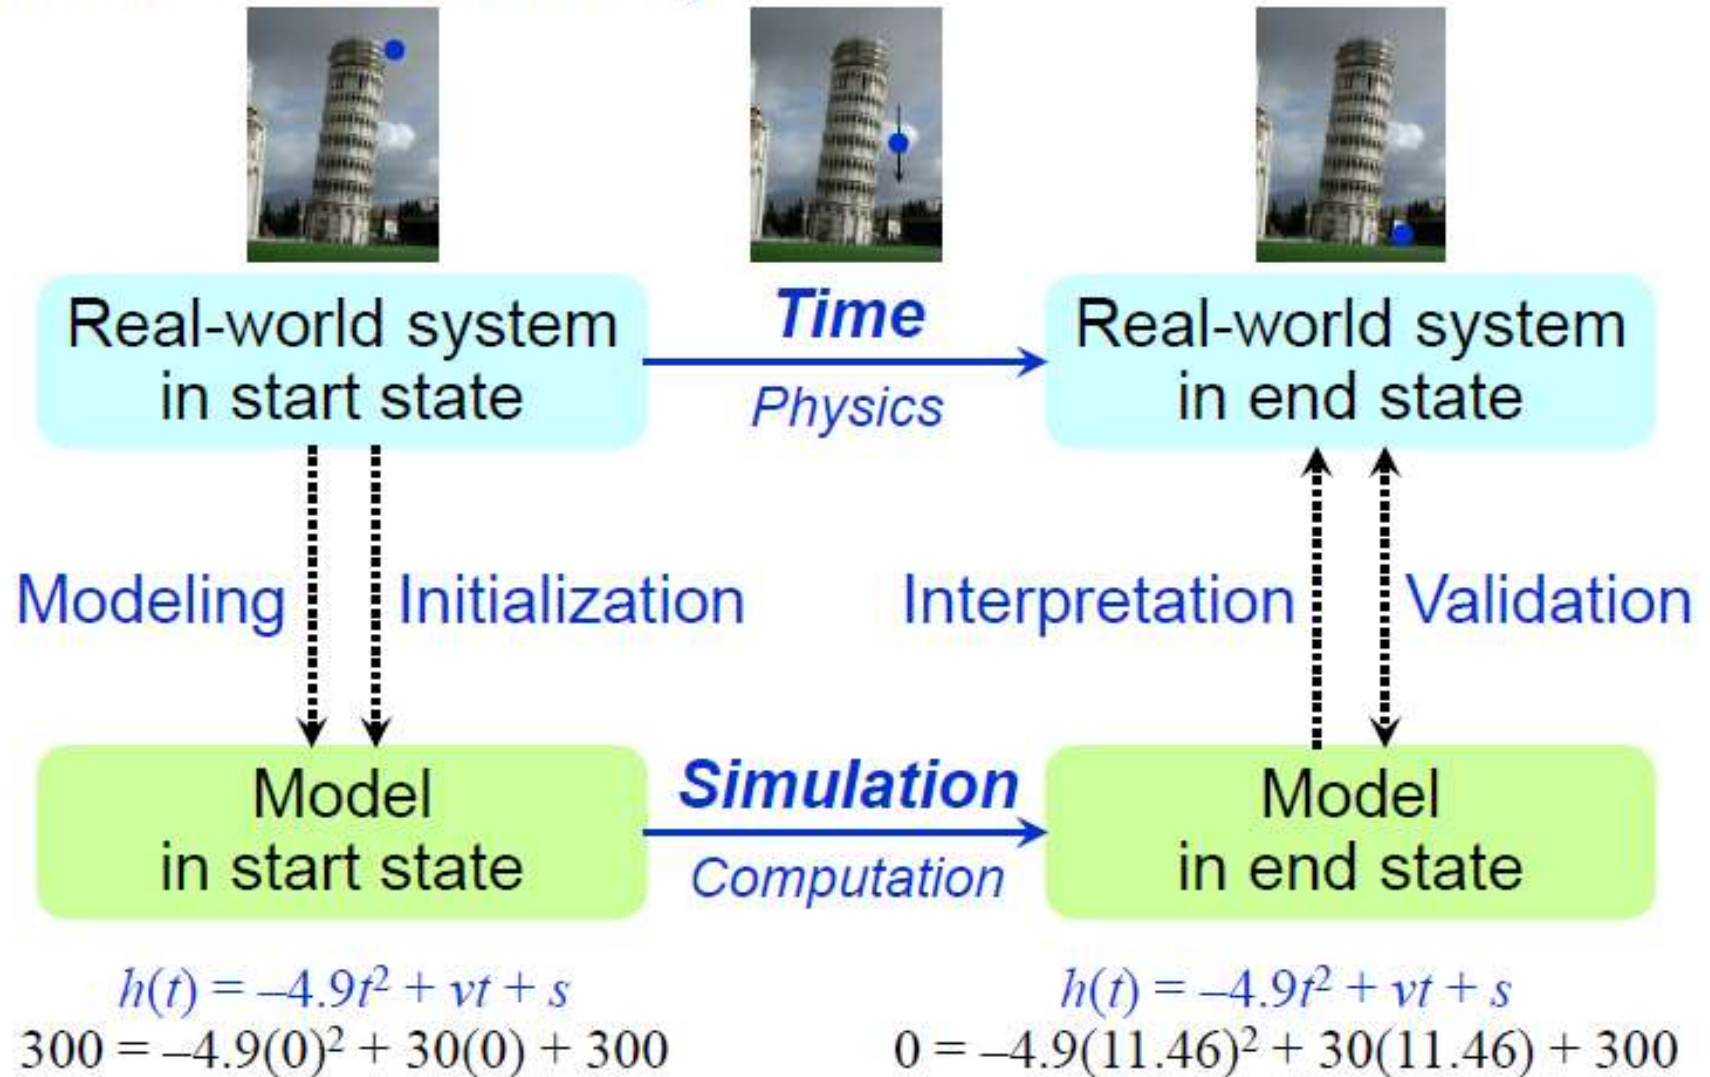 Real-world system
in start state
Time
Physics
Real-world system
in end state
Modeling
Initialization
Interpretation
Validation
Model
in start state
Simulation
Computation
Model
in end state
h(t) = –4.9t² + vt + s
300 = –4.9(0)² + 30(0) + 300
h(t) = –4.9t² + vt + s
0 = –4.9(11.46)² + 30(11.46) + 300